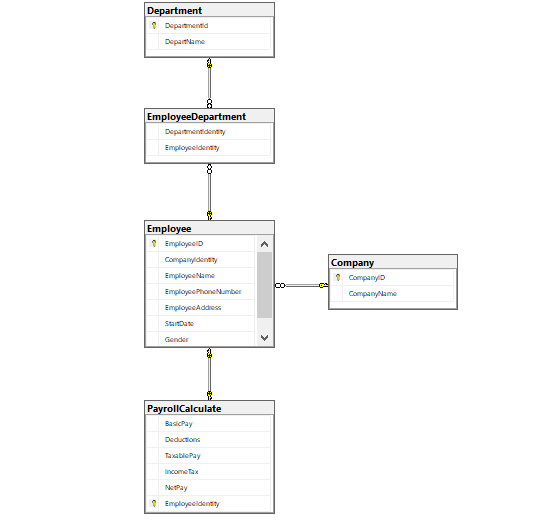 Department
DepartmentId
DepartName
EmployeeDepartment
DepartmentIdentity
EmployeeIdentity
Employee
EmployeeID
CompanyIdentity
EmployeeName
EmployeePhoneNumber
EmployeeAddress
StartDate
Gender
Company
CompanyID
CompanyName
PayrollCalculate
BasicPay
Deductions
TaxablePay
IncomeTax
NetPay
EmployeeIdentity